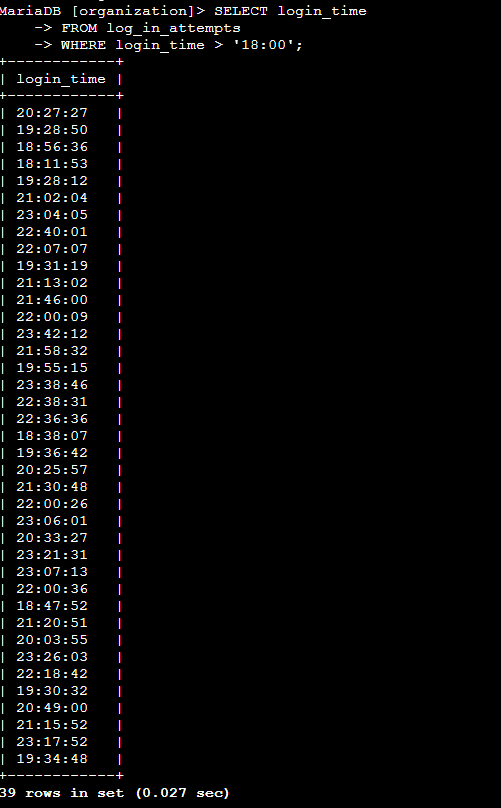 MariaDB [organization]> SELECT login_time
    -> FROM log_in_attempts
    -> WHERE login_time > '18:00';
+------------+
| login_time |
+------------+
| 20:27:27   |
| 19:28:50   |
| 18:56:36   |
| 18:11:53   |
| 19:28:12   |
| 21:02:04   |
| 23:04:05   |
| 22:40:01   |
| 22:07:07   |
| 19:31:19   |
| 21:13:02   |
| 21:46:00   |
| 22:00:09   |
| 23:42:12   |
| 21:58:32   |
| 19:55:15   |
| 23:38:46   |
| 22:38:31   |
| 22:36:36   |
| 18:38:07   |
| 19:36:42   |
| 20:25:57   |
| 21:30:48   |
| 22:00:26   |
| 23:06:01   |
| 20:33:27   |
| 23:21:31   |
| 23:07:13   |
| 22:00:36   |
| 18:47:52   |
| 21:20:51   |
| 20:03:55   |
| 23:26:03   |
| 22:18:42   |
| 19:30:32   |
| 20:49:00   |
| 21:15:52   |
| 23:17:52   |
| 19:34:48   |
+------------+
39 rows in set (0.027 sec)